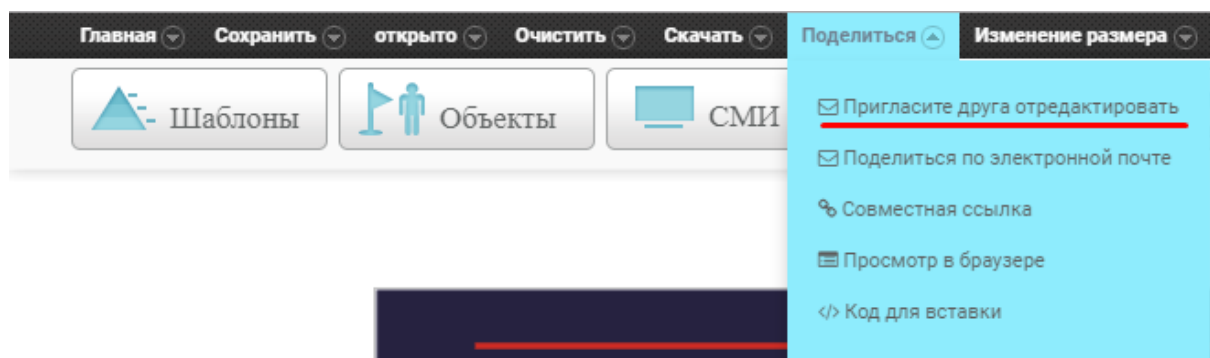 Главная Сохранить открыто Очистить Скачать Поделиться Изменение размера
Шаблоны Объекты СМИ
Пригласите друга отредактировать
Поделиться по электронной почте
Совместная ссылка
Просмотр в браузере
Код для вставки